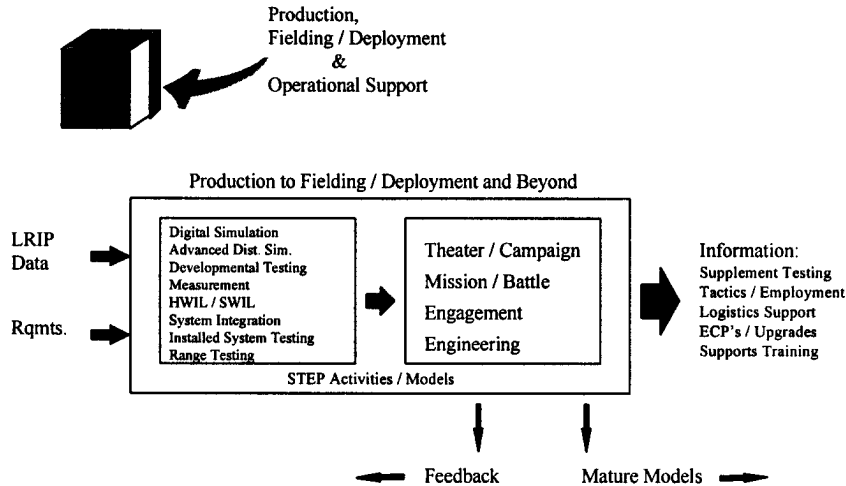 Production,
Fielding / Deployment
&
Operational Support
Production to Fielding / Deployment and Beyond
LRIP
Data
Rqmts.
Digital Simulation
Advanced Dist. Sim.
Developmental Testing
Measurement
HWIL / SWIL
System Integration
Installed System Testing
Range Testing
Theater / Campaign
Mission / Battle
Engagement
Engineering
STEP Activities / Models
Information:
Supplement Testing
Tactics / Employment
Logistics Support
ECP's / Upgrades
Supports Training
Feedback
Mature Models